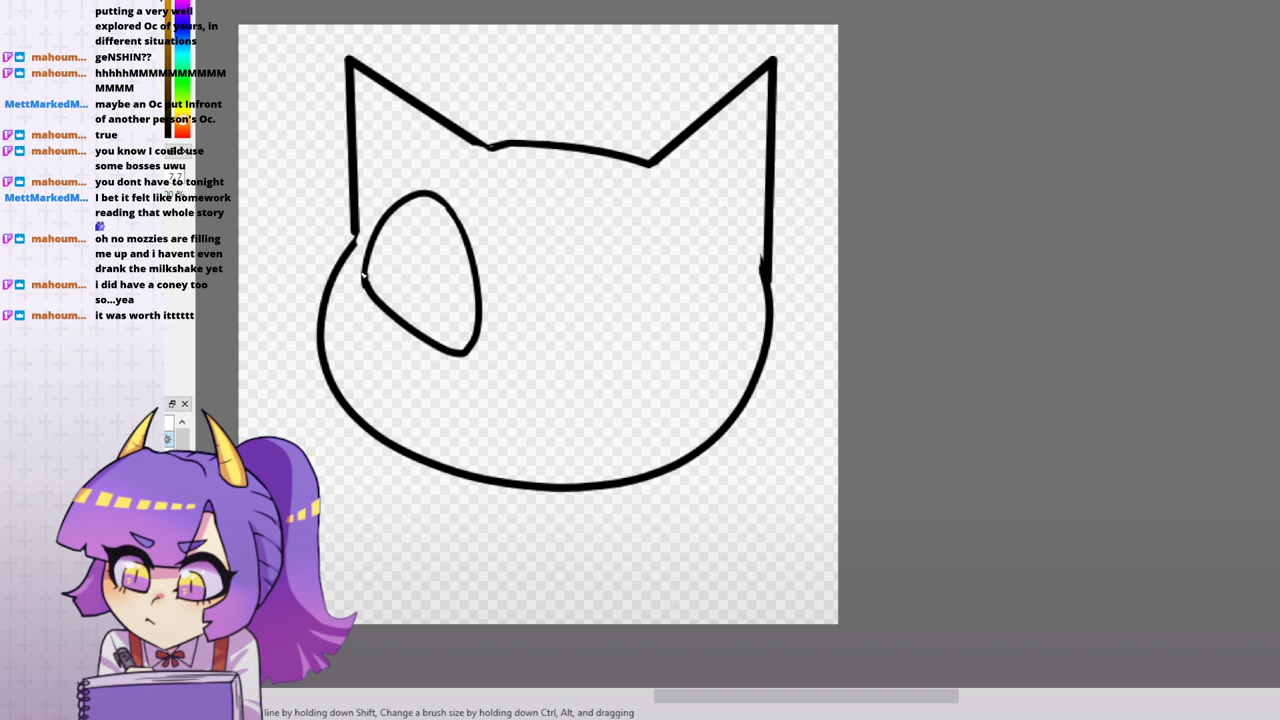 putting a very well
explored Oc of yours, in
different situations
mahoum... geNSHIN??
mahoum... hhhhhMMMMMMMMMM
MMMM
MettMarkedM... maybe an Oc put Infront
of another person's Oc.
mahoum... true
mahoum... you know I could use
some bosses uwu
mahoum... you dont have to tonight
MettMarkedM... I bet it felt like homework
reading that whole story
mahoum... oh no mozzies are filling
me up and i havent even
drank the milkshake yet
mahoum... i did have a coney too
so...yea
mahoum... it was worth itttttt
7.7
line by holding down Shift, Change a brush size by holding down Ctrl, Alt, and dragging